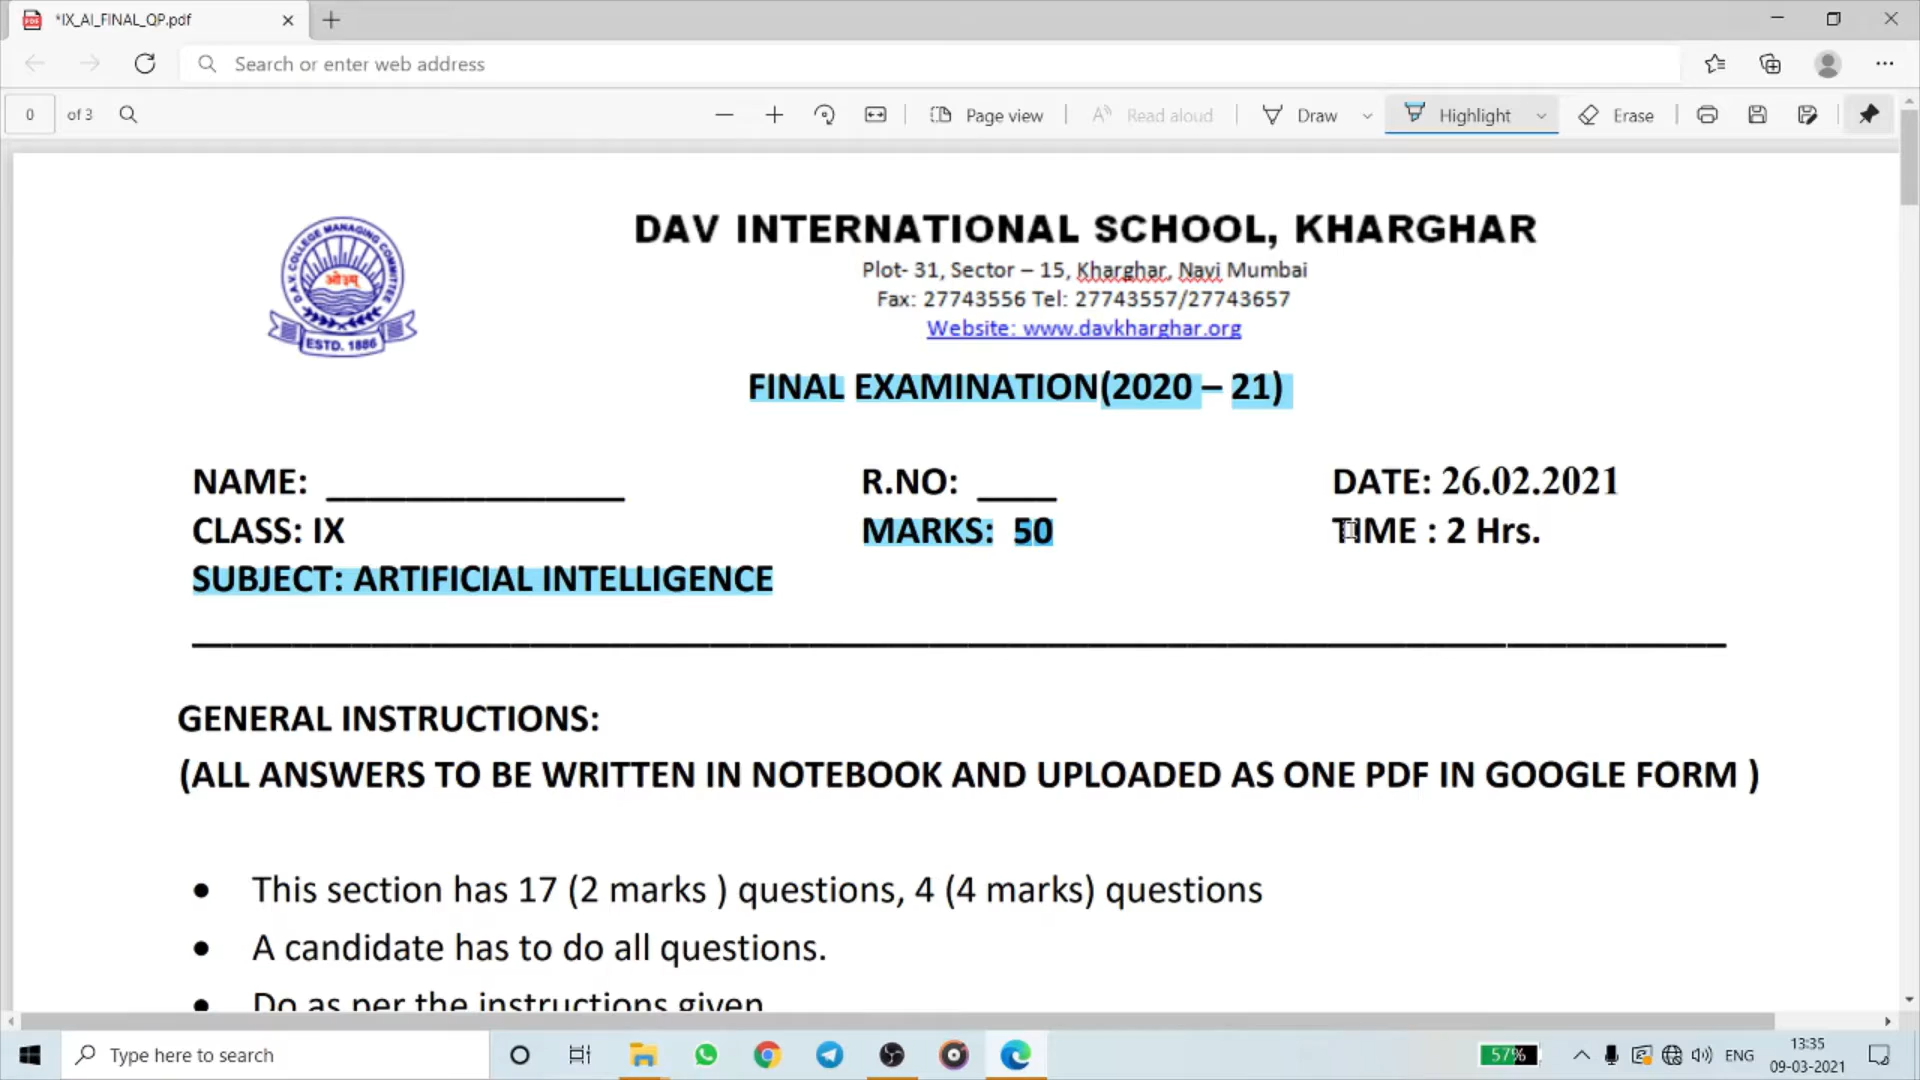 *IX_AI_FINAL_QP.pdf
Search or enter web address
0 of 3 Page view Read aloud Draw Highlight Erase
D.A.V. COLLEGE MANAGING COMMITTEE
ओ३म्
ESTD. 1886
DAV INTERNATIONAL SCHOOL, KHARGHAR
Plot- 31, Sector – 15, Kharghar, Navi Mumbai
Fax: 27743556 Tel: 27743557/27743657
Website: www.davkharghar.org
FINAL EXAMINATION(2020 – 21)
NAME: _______________ R.NO: ____ DATE: 26.02.2021
CLASS: IX MARKS: 50 TIME : 2 Hrs.
SUBJECT: ARTIFICIAL INTELLIGENCE
GENERAL INSTRUCTIONS:
(ALL ANSWERS TO BE WRITTEN IN NOTEBOOK AND UPLOADED AS ONE PDF IN GOOGLE FORM )
• This section has 17 (2 marks ) questions, 4 (4 marks) questions
• A candidate has to do all questions.
• Do as per the instructions given
Type here to search 57% ENG 13:35
09-03-2021